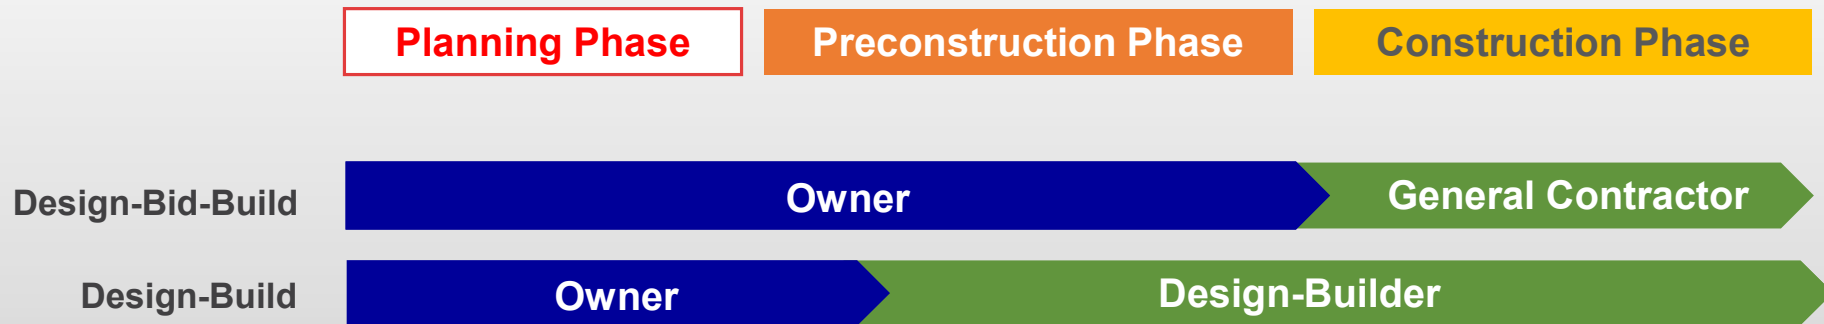 Planning Phase
Preconstruction Phase
Construction Phase
Design-Bid-Build
Owner
General Contractor
Design-Build
Owner
Design-Builder